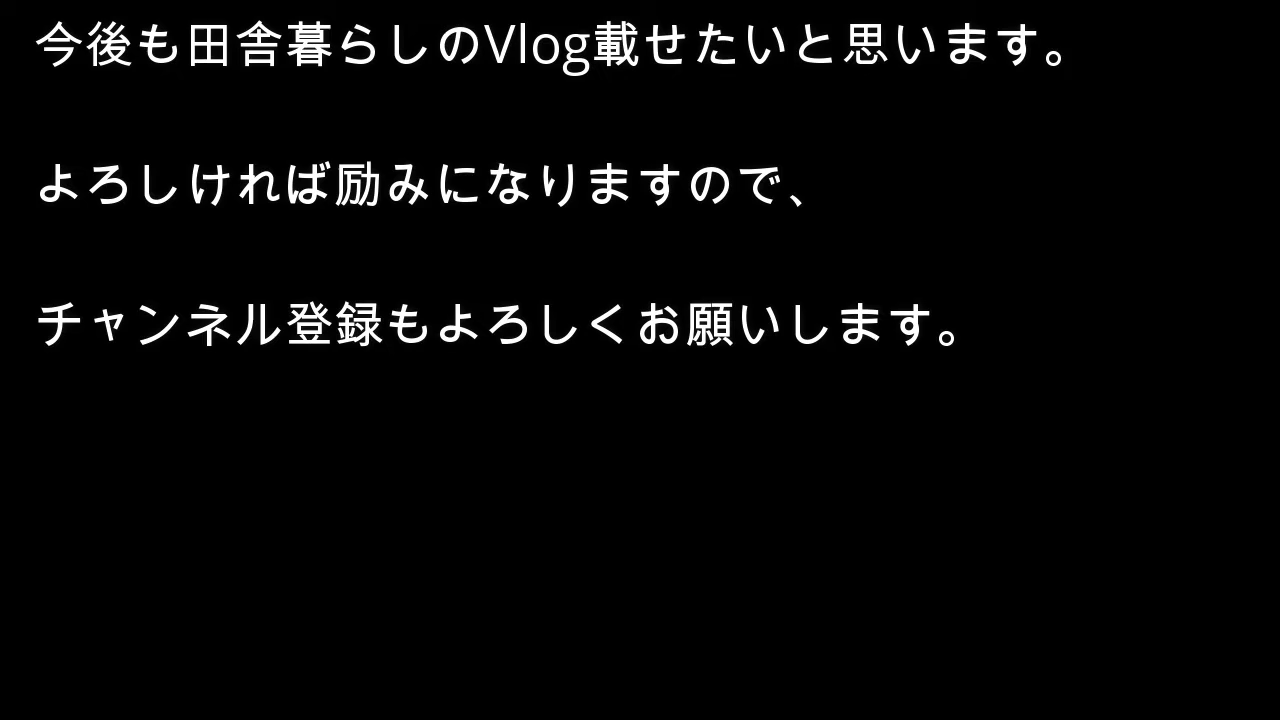 今後も田舎暮らしのVlog載せたいと思います。
よろしければ励みになりますので、
チャンネル登録もよろしくお願いします。